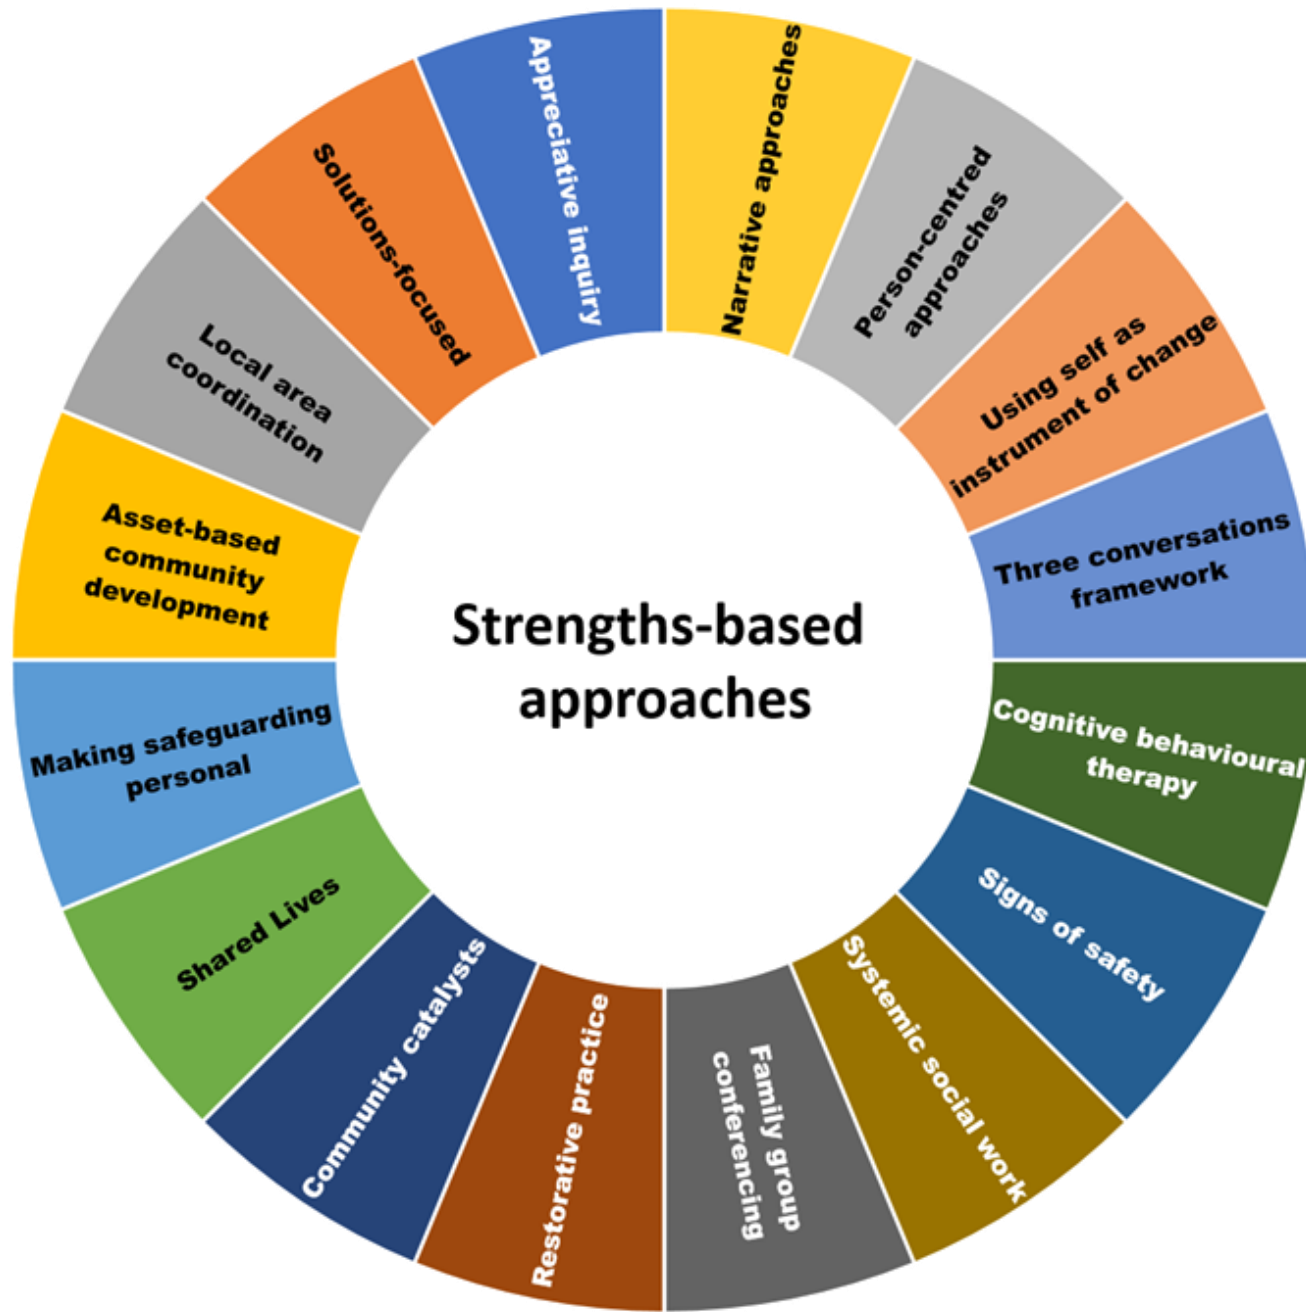 Strengths-based
approaches
Narrative approaches
Person-centred
approaches
Using self as
instrument of change
Three conversations
framework
Cognitive behavioural
therapy
Signs of safety
Systemic social work
Family group
conferencing
Restorative practice
Community catalysts
Shared Lives
Making safeguarding
personal
Asset-based
community
development
Local area
coordination
Solutions-focused
Appreciative inquiry